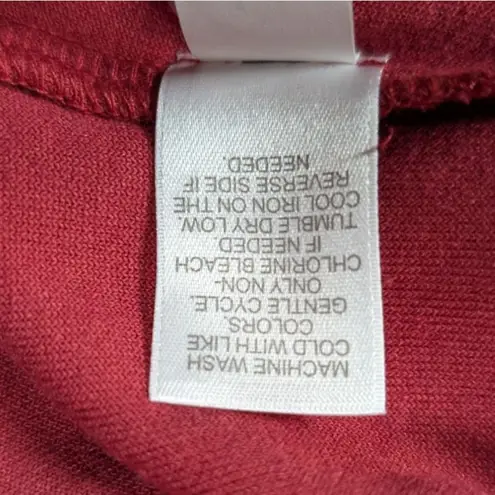 MACHINE WASH
COLD WITH LIKE
COLORS.
GENTLE CYCLE.
ONLY NON-
CHLORINE BLEACH
IF NEEDED.
TUMBLE DRY LOW.
COOL IRON ON THE
REVERSE SIDE IF
NEEDED.